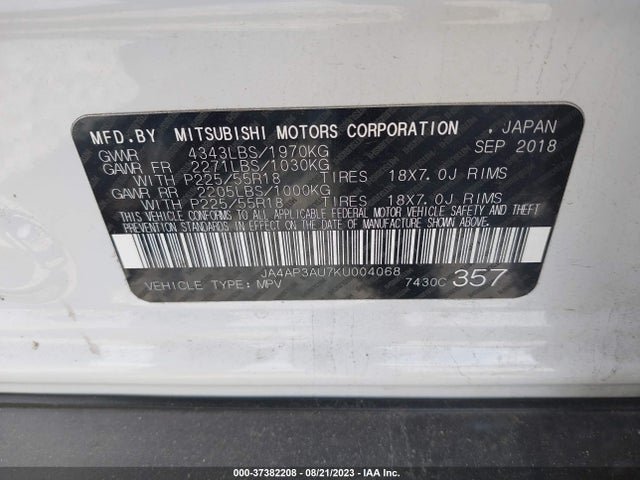 MFD.BY MITSUBISHI MOTORS CORPORATION , JAPAN
GVWR 4343LBS/1970KG SEP 2018
GAWR FR 2271LBS/1030KG
WITH P225/55R18 TIRES 18X7.0J RIMS
GAWR RR 2205LBS/1000KG
WITH P225/55R18 TIRES 18X7.0J RIMS
THIS VEHICLE CONFORMS TO ALL APPLICABLE FEDERAL MOTOR VEHICLE SAFETY AND THEFT
PREVENTION STANDARDS IN EFFECT ON THE DATE OF MANUFACTURE SHOWN ABOVE.
JA4AP3AU7KU004068
VEHICLE TYPE: MPV 7430C 357
000-37382208 - 08/21/2023 - IAAI.COM